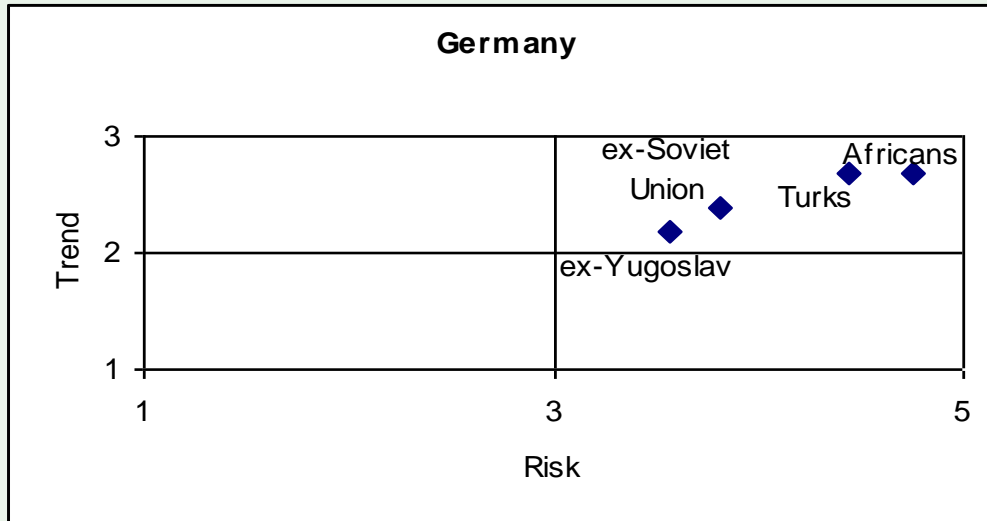 Germany
3
ex-Soviet
Union
Africans
Turks
2
ex-Yugoslav
Trend
1
1
3
5
Risk